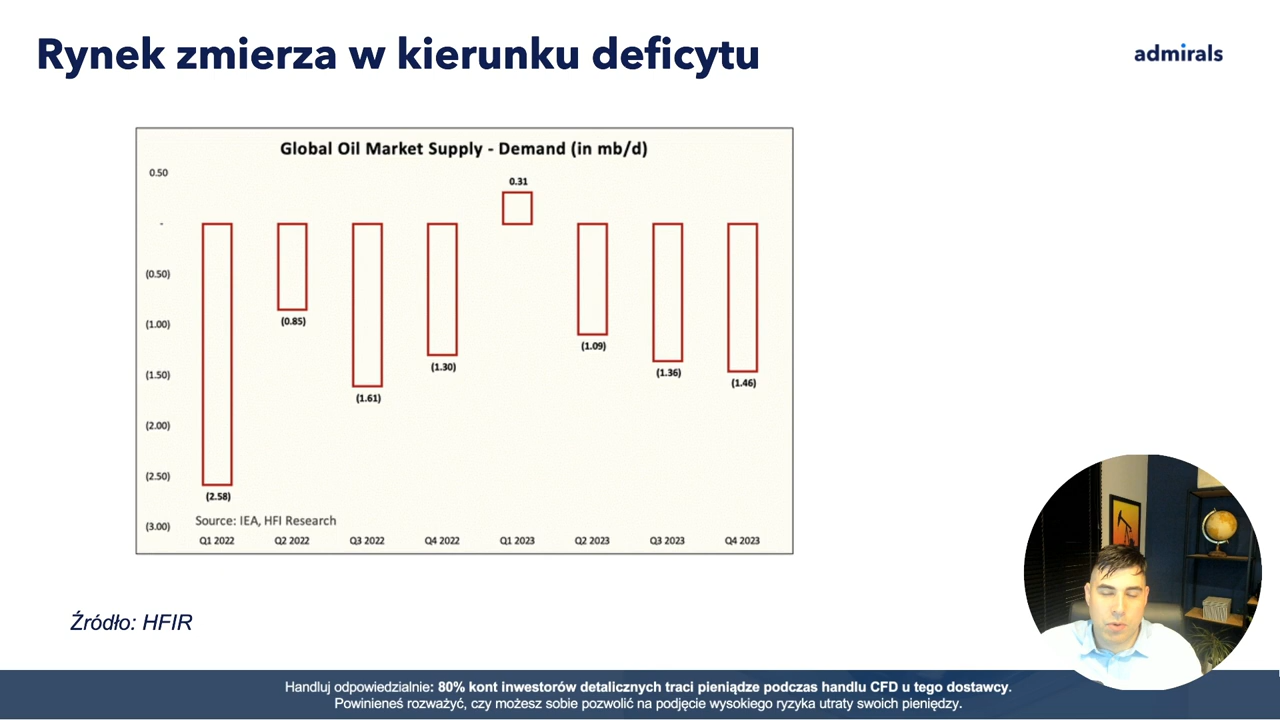 Rynek zmierza w kierunku deficytu
admirals
Global Oil Market Supply - Demand (in mb/d)
0.50
-
(0.50)
(1.00)
(1.50)
(2.00)
(2.50)
(3.00)
(2.58)
(0.85)
(1.61)
(1.30)
0.31
(1.09)
(1.36)
(1.46)
Source: IEA, HFI Research
Q1 2022 Q2 2022 Q3 2022 Q4 2022 Q1 2023 Q2 2023 Q3 2023 Q4 2023
Źródło: HFIR
Handluj odpowiedzialnie: 80% kont inwestorów detalicznych traci pieniądze podczas handlu CFD u tego dostawcy.
Powinieneś rozważyć, czy możesz sobie pozwolić na podjęcie wysokiego ryzyka utraty swoich pieniędzy.